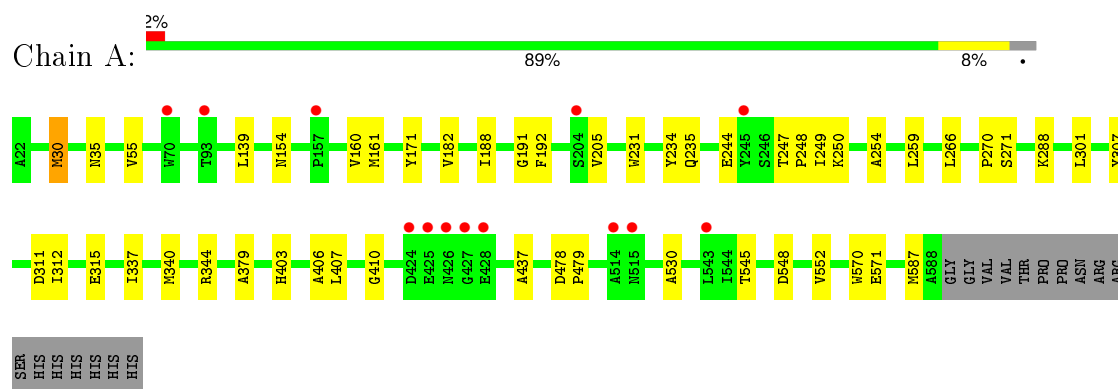 2%
Chain A:
89% 8% •
A22 M30 N35 V55 W70 T93 L139 N154 P157 V160 M161 Y171 V182 I188 G191 F192 S204 V205 W231 Y234 Q235 E244 Y245 S246 T247 P248 I249 K250 A254 L259 L266 P270 S271 K288 L301 Y307
D311 I312 E315 I337 M340 R344 A379 H403 A406 L407 G410 D424 E425 N426 G427 E428 A437 D478 P479 A514 N515 A530 L543 I544 T545 D548 V552 W570 E571 M587 A588 GLY GLY VAL VAL THR PRO PRO ASN ARG ARG
SER HIS HIS HIS HIS HIS HIS